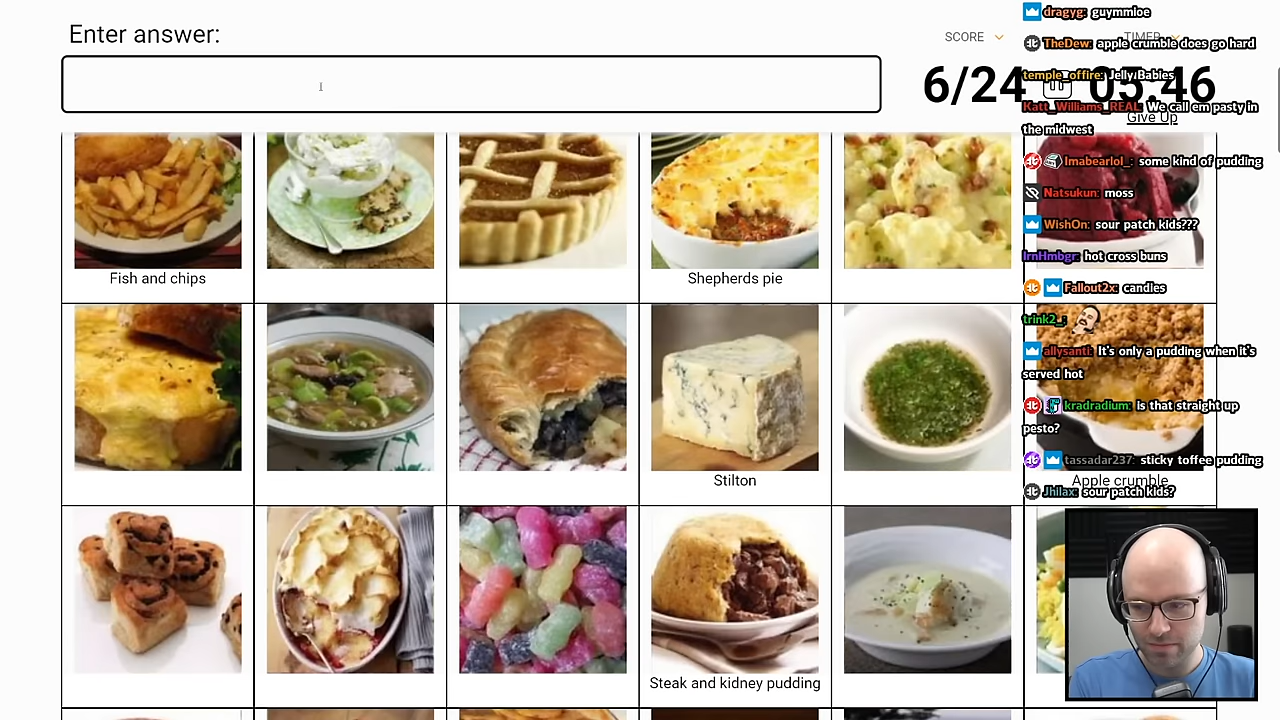 Enter answer:
SCORE
TIMER
6/24
05:46
Give Up
Fish and chips
Shepherds pie
Stilton
Apple crumble
Steak and kidney pudding
dragyg: guymmloe
TheDew: apple crumble does go hard
temple_offire: Jelly Babies
Katt_Williams_REAL: We call em pasty in
the midwest
Imabearlol_: some kind of pudding
Natsukun: moss
WishOn: sour patch kids???
IrnHmbgr: hot cross buns
Fallout2x: candies
trink2_:
allysanti: It's only a pudding when it's
served hot
kradradium: is that straight up
pesto?
tassadar237: sticky toffee pudding
Jhilax: sour patch kids?